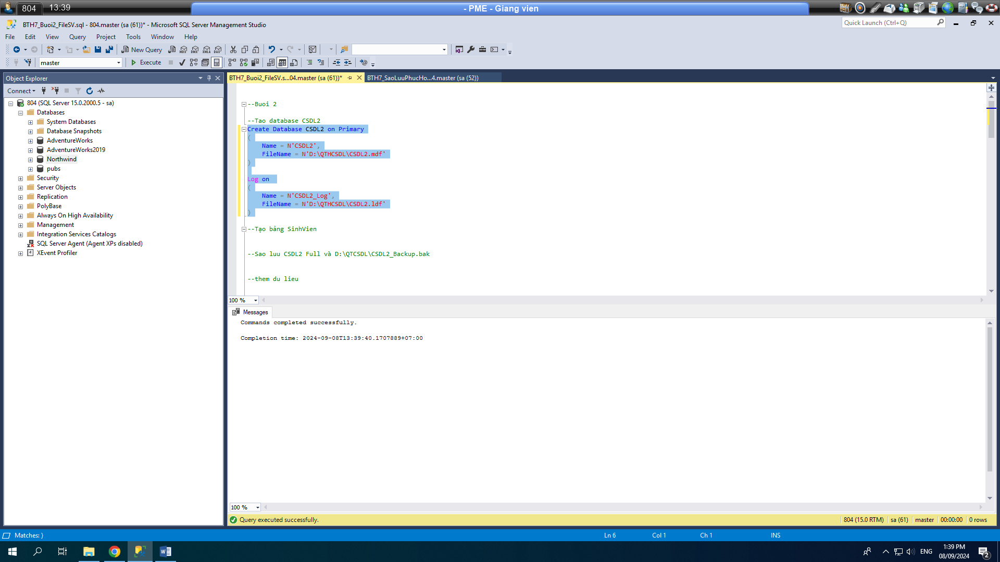 804
13:39
- PME - Giang vien
BTH7_Buoi2_FileSV.sql - 804.master (sa (61))* - Microsoft SQL Server Management Studio
Quick Launch (Ctrl+Q)
File Edit View Query Project Tools Window Help
New Query
MDX DMX XMLA DAX
master
Execute
Object Explorer
Connect
804 (SQL Server 15.0.2000.5 - sa)
Databases
System Databases
Database Snapshots
AdventureWorks
AdventureWorks2019
Northwind
pubs
Security
Server Objects
Replication
PolyBase
Always On High Availability
Management
Integration Services Catalogs
SQL Server Agent (Agent XPs disabled)
XEvent Profiler
BTH7_Buoi2_FileSV.s...04.master (sa (61))*
BTH7_SaoLuuPhucHo...4.master (sa (52))
--Buoi 2
--Tao database CSDL2
Create Database CSDL2 on Primary
(
Name = N'CSDL2',
FileName = N'D:\QTHCSDL\CSDL2.mdf'
)
Log on
(
Name = N'CSDL2_Log',
FileName = N'D:\QTHCSDL\CSDL2.ldf'
)
--Tạo bảng SinhVien
--Sao luu CSDL2 Full và D:\QTCSDL\CSDL2_Backup.bak
--them du lieu
100 %
Messages
Commands completed successfully.
Completion time: 2024-09-08T13:39:40.1707889+07:00
100 %
Query executed successfully.
804 (15.0 RTM) sa (61) master 00:00:00 0 rows
Matches: )
Ln 6 Col 1 Ch 1 INS
ENG
1:39 PM
08/09/2024
2